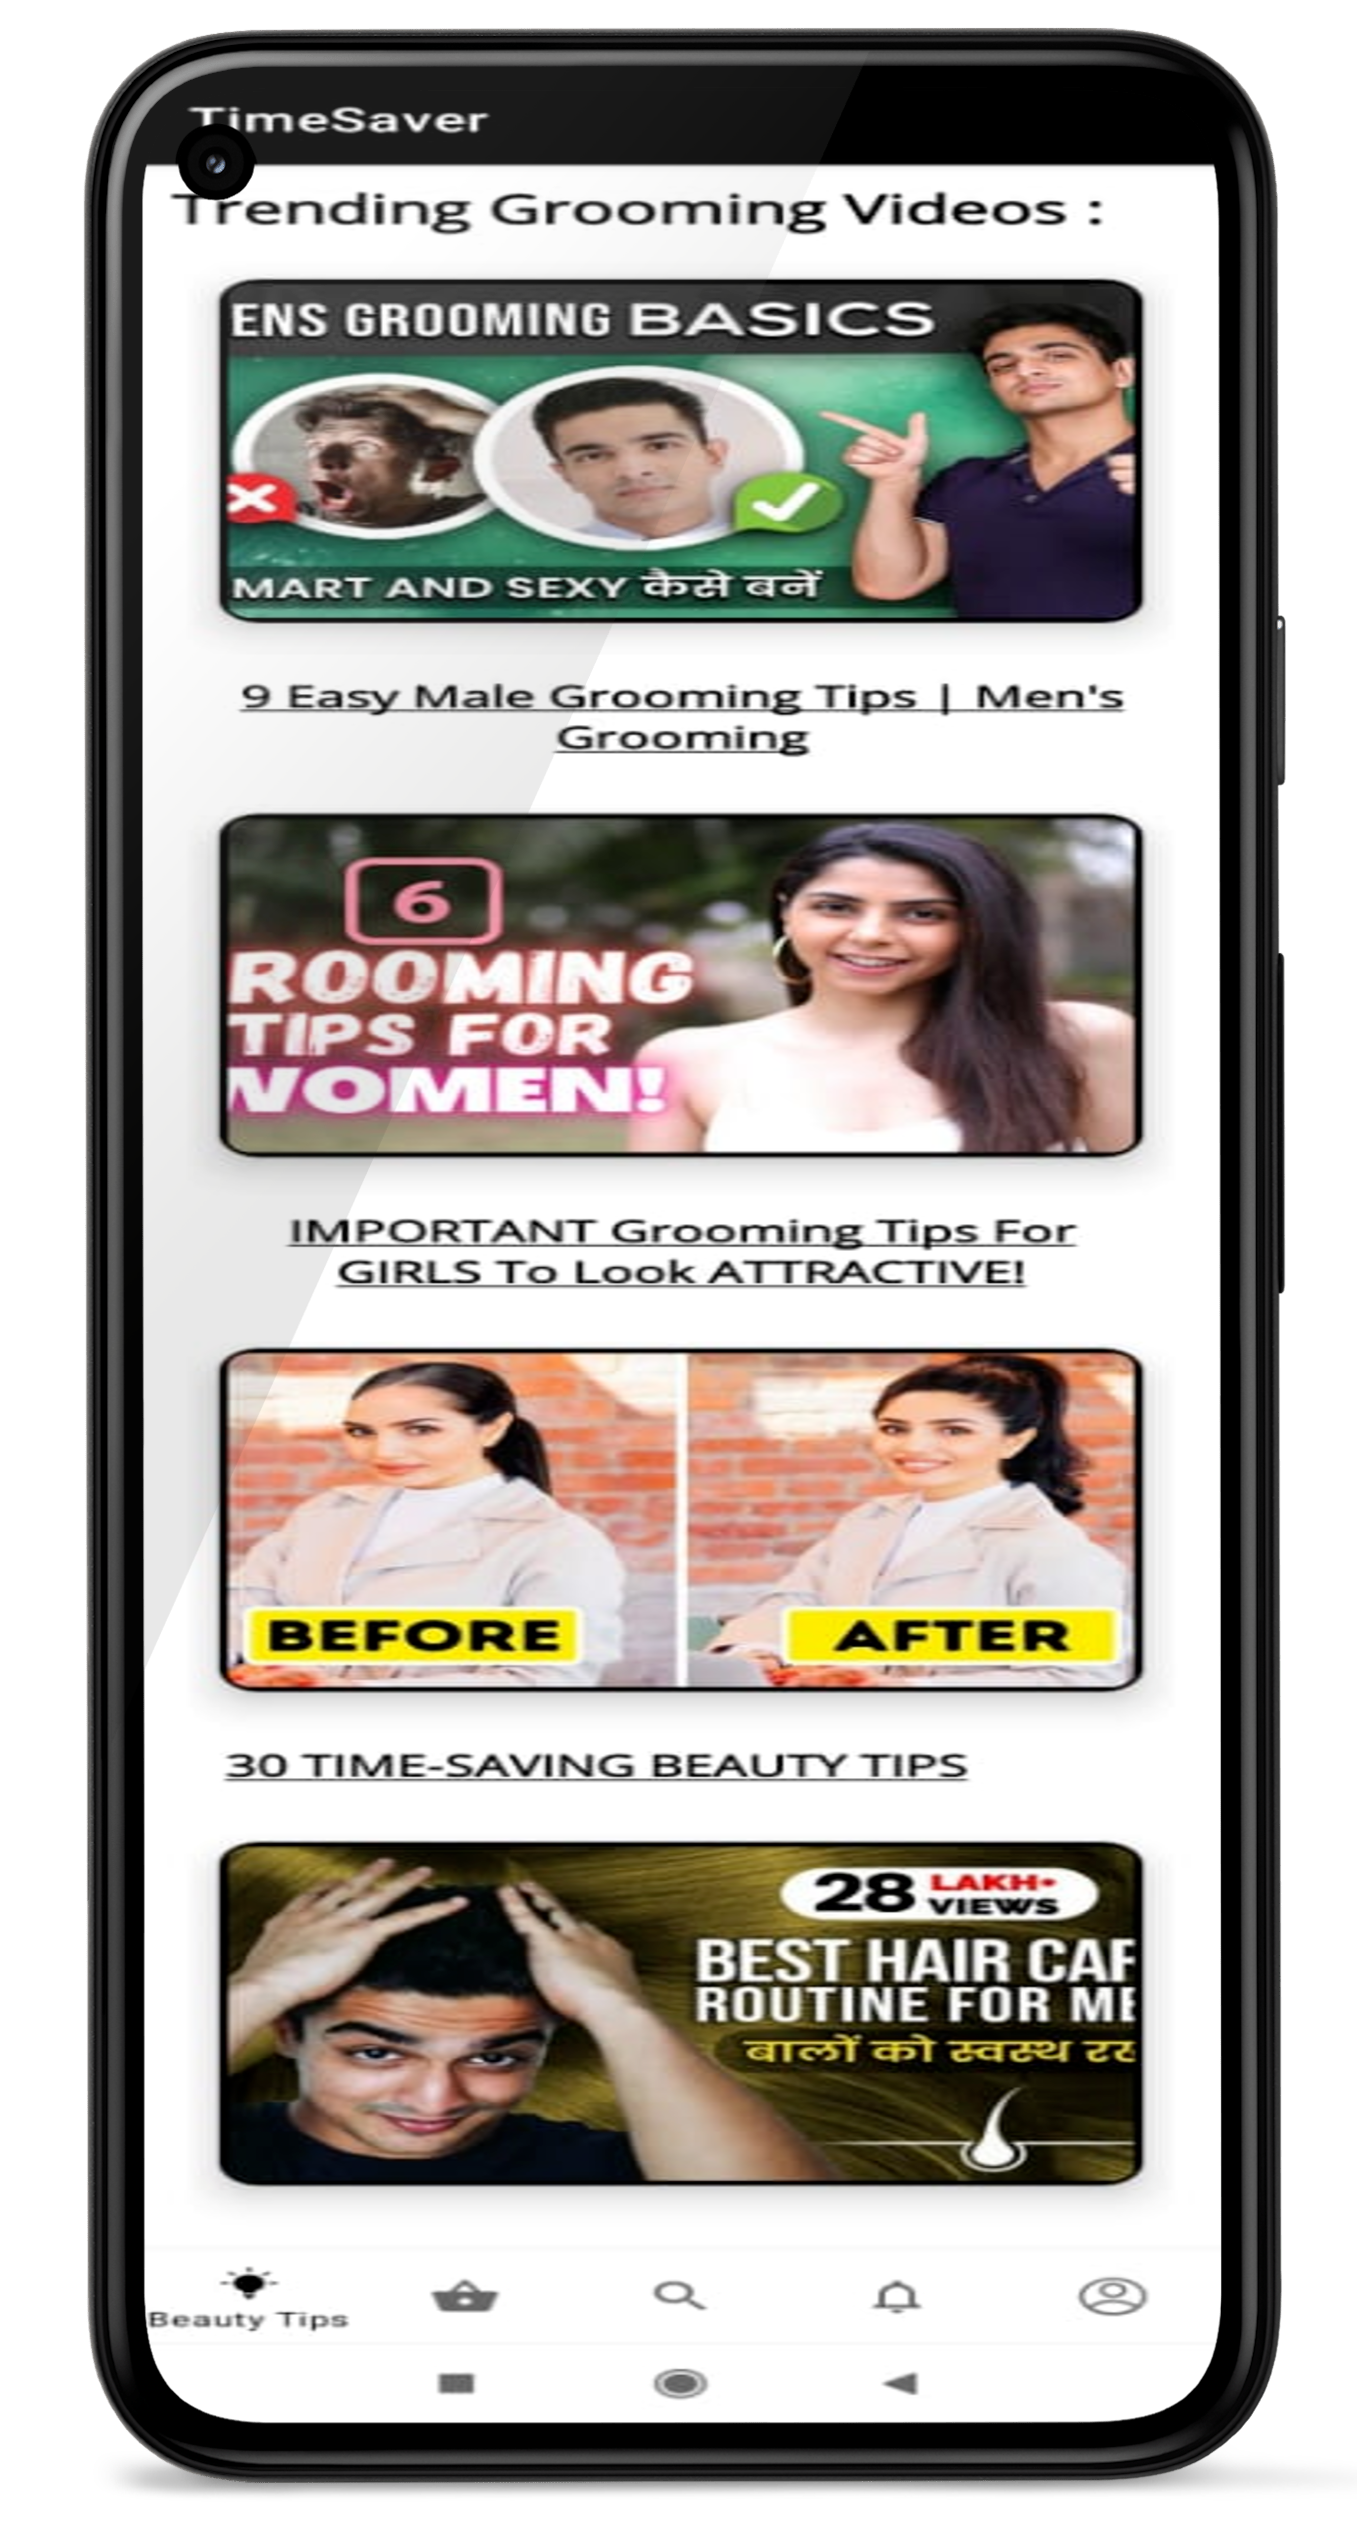 TimeSaver
Trending Grooming Videos :
ENS GROOMING BASICS
MART AND SEXY कैसे बनें
9 Easy Male Grooming Tips | Men's
Grooming
6
ROOMING
TIPS FOR
WOMEN!
IMPORTANT Grooming Tips For
GIRLS To Look ATTRACTIVE!
BEFORE
AFTER
30 TIME-SAVING BEAUTY TIPS
28 LAKH+
VIEWS
BEST HAIR CAR
ROUTINE FOR ME
बालों को स्वस्थ
Beauty Tips